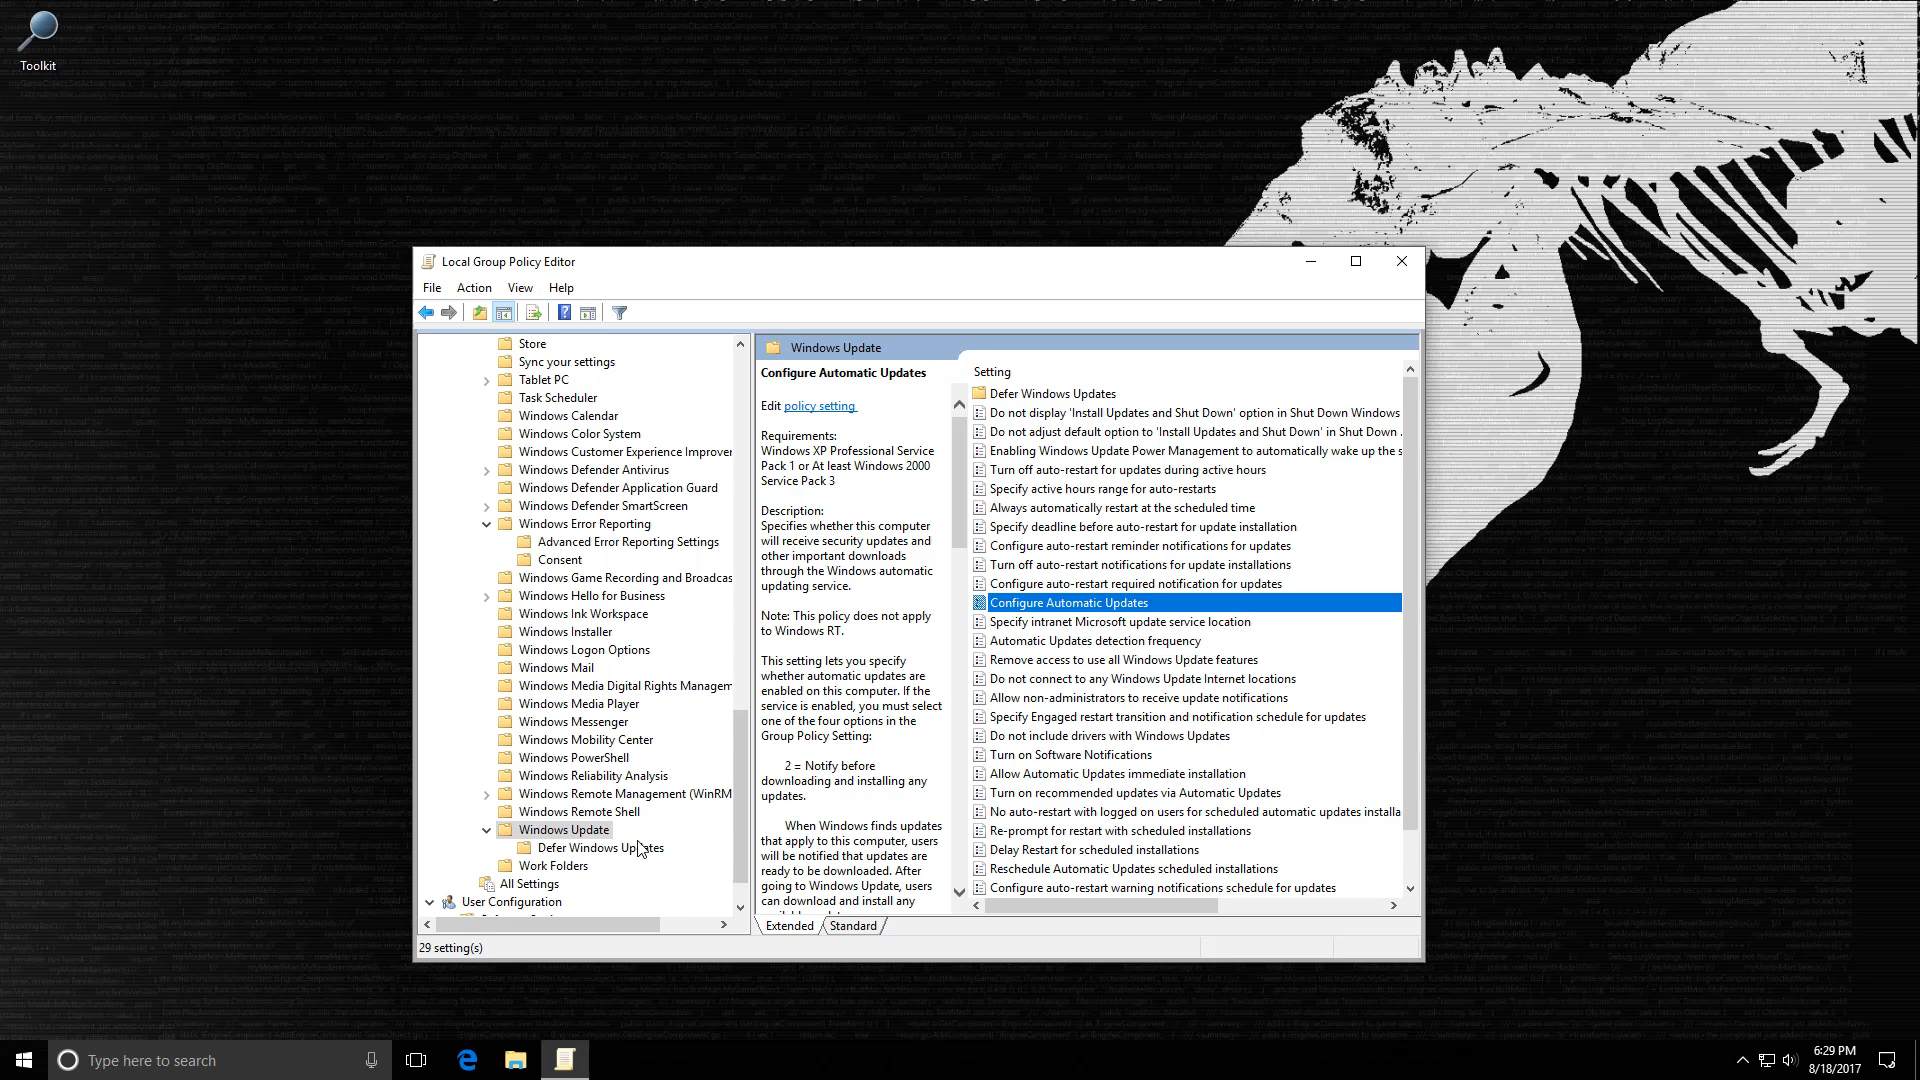 Toolkit
Local Group Policy Editor
File Action View Help
Store
Sync your settings
Tablet PC
Task Scheduler
Windows Calendar
Windows Color System
Windows Customer Experience Improver
Windows Defender Antivirus
Windows Defender Application Guard
Windows Defender SmartScreen
Windows Error Reporting
Advanced Error Reporting Settings
Consent
Windows Game Recording and Broadcas
Windows Hello for Business
Windows Ink Workspace
Windows Installer
Windows Logon Options
Windows Mail
Windows Media Digital Rights Managem
Windows Media Player
Windows Messenger
Windows Mobility Center
Windows PowerShell
Windows Reliability Analysis
Windows Remote Management (WinRM
Windows Remote Shell
Windows Update
Defer Windows Updates
Work Folders
All Settings
User Configuration
Windows Update
Configure Automatic Updates
Edit policy setting
Requirements:
Windows XP Professional Service
Pack 1 or At least Windows 2000
Service Pack 3
Description:
Specifies whether this computer
will receive security updates and
other important downloads
through the Windows automatic
updating service.
Note: This policy does not apply
to Windows RT.
This setting lets you specify
whether automatic updates are
enabled on this computer. If the
service is enabled, you must select
one of the four options in the
Group Policy Setting:
2 = Notify before
downloading and installing any
updates.
When Windows finds updates
that apply to this computer, users
will be notified that updates are
ready to be downloaded. After
going to Windows Update, users
can download and install any
Setting
Defer Windows Updates
Do not display 'Install Updates and Shut Down' option in Shut Down Windows
Do not adjust default option to 'Install Updates and Shut Down' in Shut Down .
Enabling Windows Update Power Management to automatically wake up the s
Turn off auto-restart for updates during active hours
Specify active hours range for auto-restarts
Always automatically restart at the scheduled time
Specify deadline before auto-restart for update installation
Configure auto-restart reminder notifications for updates
Turn off auto-restart notifications for update installations
Configure auto-restart required notification for updates
Configure Automatic Updates
Specify intranet Microsoft update service location
Automatic Updates detection frequency
Remove access to use all Windows Update features
Do not connect to any Windows Update Internet locations
Allow non-administrators to receive update notifications
Specify Engaged restart transition and notification schedule for updates
Do not include drivers with Windows Updates
Turn on Software Notifications
Allow Automatic Updates immediate installation
Turn on recommended updates via Automatic Updates
No auto-restart with logged on users for scheduled automatic updates installa
Re-prompt for restart with scheduled installations
Delay Restart for scheduled installations
Reschedule Automatic Updates scheduled installations
Configure auto-restart warning notifications schedule for updates
Extended Standard
29 setting(s)
Type here to search
6:29 PM
8/18/2017